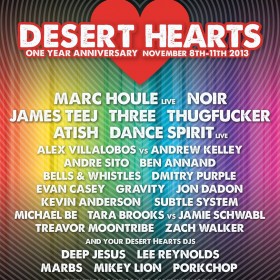 DESERT HEARTS
ONE YEAR ANNIVERSARY NOVEMBER 8TH-11TH 2013
MARC HOULE LIVE NOIR
JAMES TEEJ THREE THUGFUCKER
ATISH DANCE SPIRIT LIVE
ALEX VILLALOBOS VS ANDREW KELLEY
ANDRE SITO BEN ANNAND
BELLS & WHISTLES DMITRY PURPLE
EVAN CASEY GRAVITY JON DADON
KEVIN ANDERSON SUBTLE SYSTEM
MICHAEL BE TARA BROOKS VS JAMIE SCHWABL
TREAVOR MOONTRIBE ZACH WALKER
AND YOUR DESERT HEARTS DJS
DEEP JESUS LEE REYNOLDS
MARBS MIKEY LION PORKCHOP